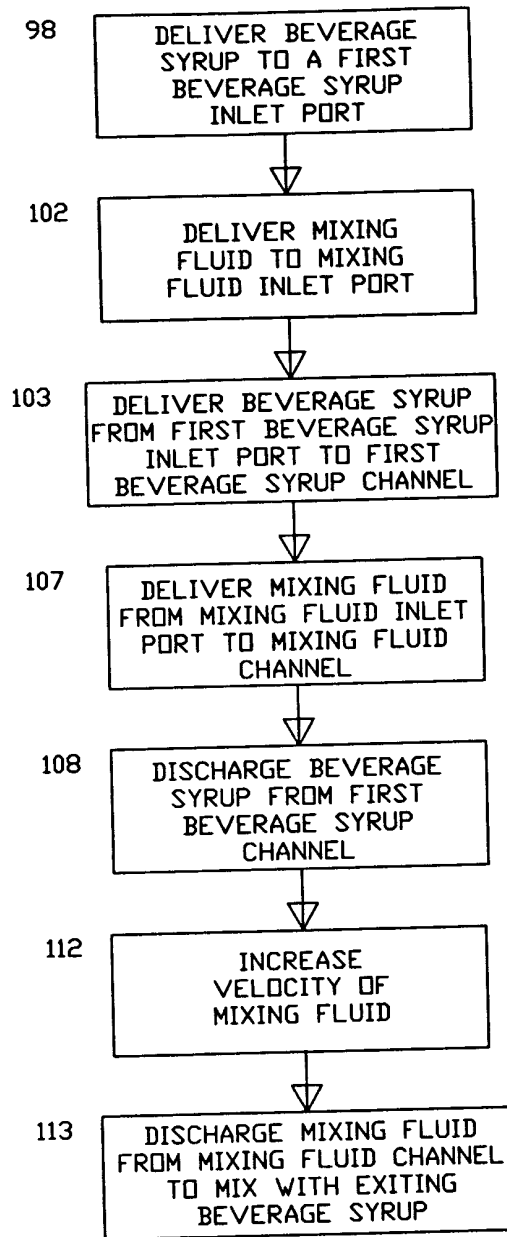 98
DELIVER BEVERAGE
SYRUP TO A FIRST
BEVERAGE SYRUP
INLET PORT
102
DELIVER MIXING
FLUID TO MIXING
FLUID INLET PORT
103
DELIVER BEVERAGE SYRUP
FROM FIRST BEVERAGE SYRUP
INLET PORT TO FIRST
BEVERAGE SYRUP CHANNEL
107
DELIVER MIXING FLUID
FROM MIXING FLUID INLET
PORT TO MIXING FLUID
CHANNEL
108
DISCHARGE BEVERAGE
SYRUP FROM FIRST
BEVERAGE SYRUP
CHANNEL
112
INCREASE
VELOCITY OF
MIXING FLUID
113
DISCHARGE MIXING FLUID
FROM MIXING FLUID CHANNEL
TO MIX WITH EXITING
BEVERAGE SYRUP